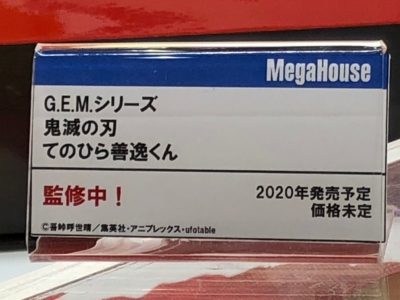 MegaHouse
G.E.M.シリーズ
鬼滅の刃
てのひら善逸くん
監修中！
2020年発売予定
価格未定
©吾峠呼世晴／集英社・アニプレックス・ufotable